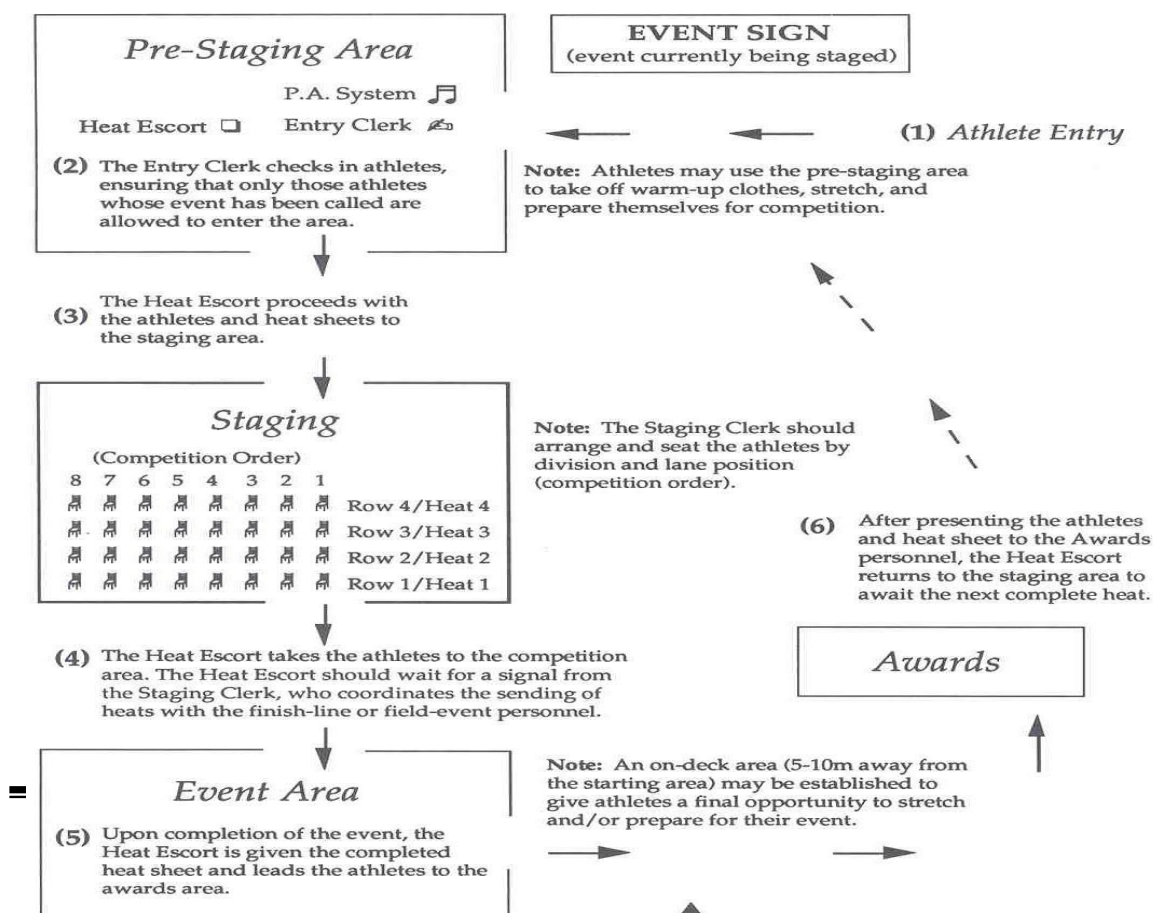 Pre-Staging Area
P.A. System
Heat Escort
Entry Clerk
(2) The Entry Clerk checks in athletes,
ensuring that only those athletes
whose event has been called are
allowed to enter the area.
EVENT SIGN
(event currently being staged)
(1) Athlete Entry
Note: Athletes may use the pre-staging area
to take off warm-up clothes, stretch, and
prepare themselves for competition.
(3) The Heat Escort proceeds with
the athletes and heat sheets to
the staging area.
Staging
(Competition Order)
8 7 6 5 4 3 2 1
Row 4/Heat 4
Row 3/Heat 3
Row 2/Heat 2
Row 1/Heat 1
Note: The Staging Clerk should
arrange and seat the athletes by
division and lane position
(competition order).
(4) The Heat Escort takes the athletes to the competition
area. The Heat Escort should wait for a signal from
the Staging Clerk, who coordinates the sending of
heats with the finish-line or field-event personnel.
Event Area
(5) Upon completion of the event, the
Heat Escort is given the completed
heat sheet and leads the athletes to the
awards area.
Note: An on-deck area (5-10m away from
the starting area) may be established to
give athletes a final opportunity to stretch
and/or prepare for their event.
Awards
(6) After presenting the athletes
and heat sheet to the Awards
personnel, the Heat Escort
returns to the staging area to
await the next complete heat.